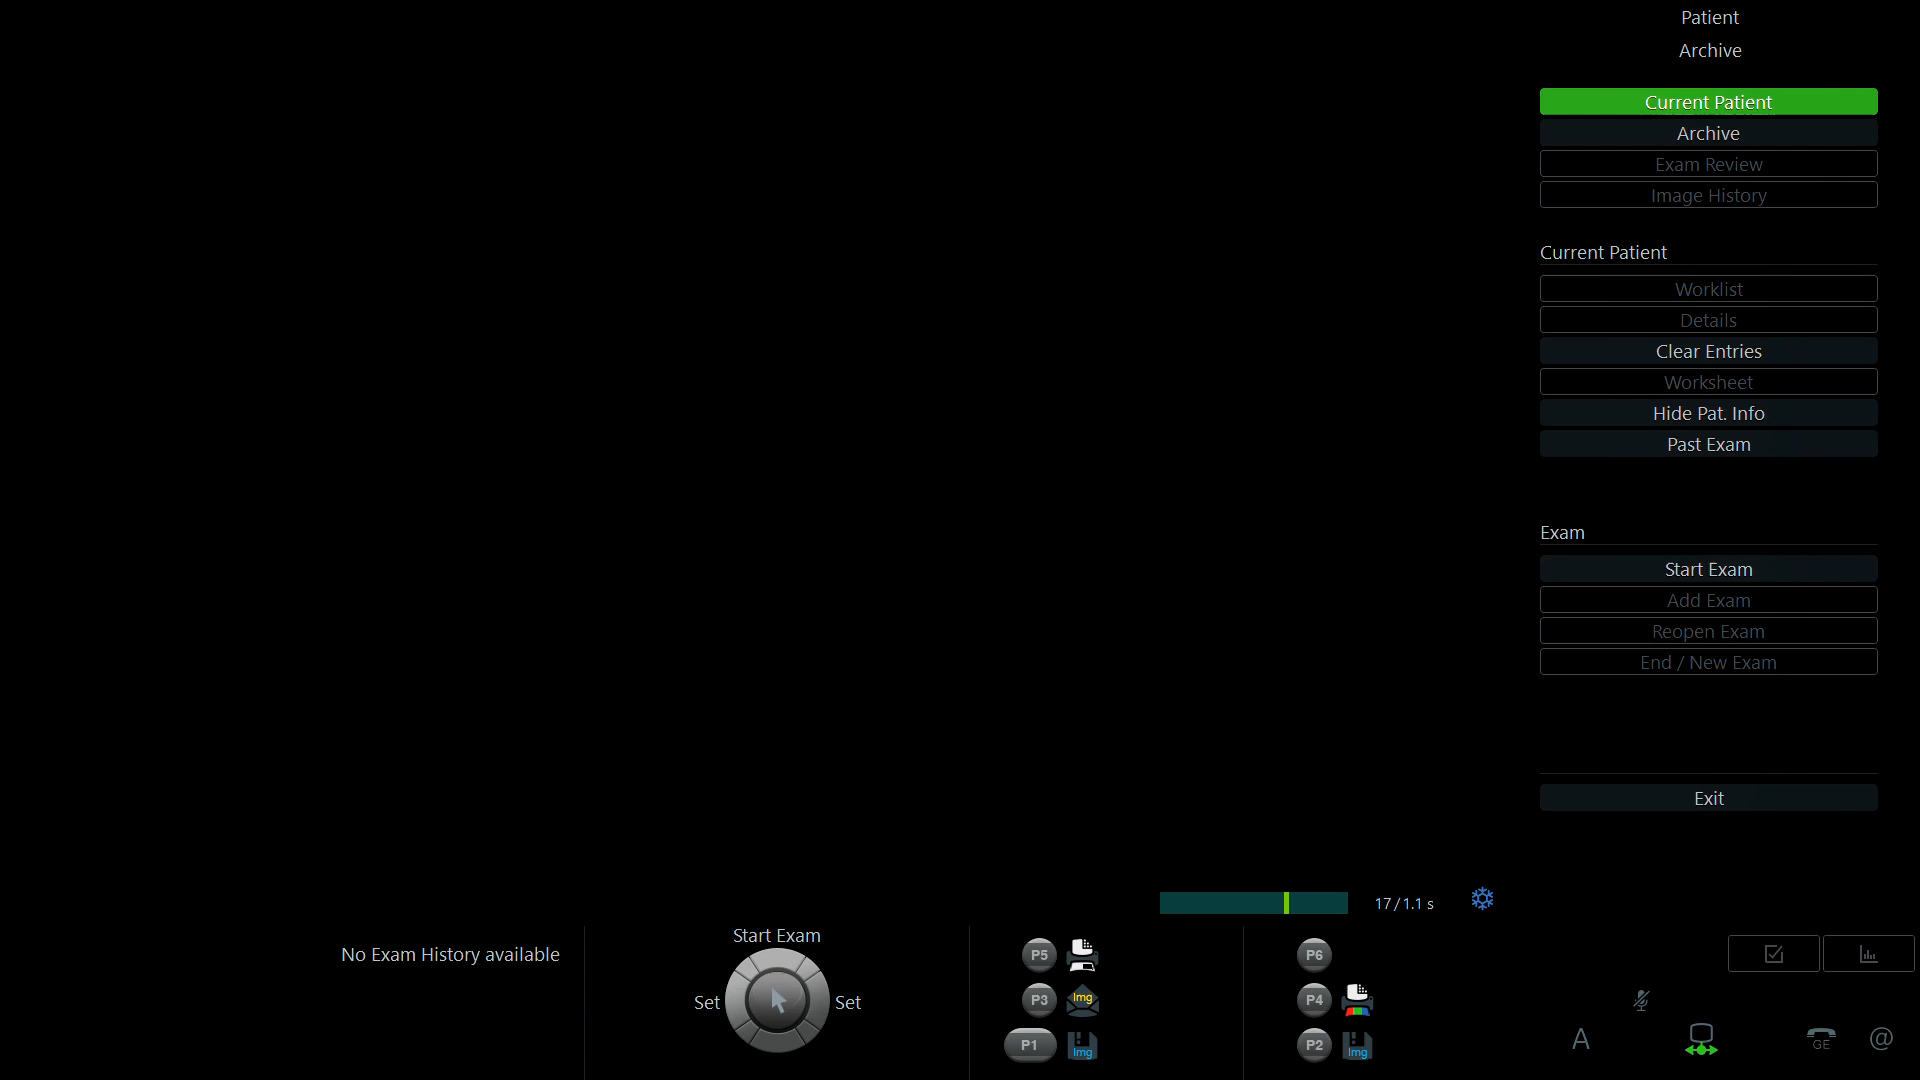 Patient
Archive
Current Patient
Archive
Exam Review
Image History
Current Patient
Worklist
Details
Clear Entries
Worksheet
Hide Pat. Info
Past Exam
Exam
Start Exam
Add Exam
Reopen Exam
End / New Exam
Exit
17 / 1.1 s
No Exam History available
Start Exam
Set
Set
P5
P3
Img
P1
Img
P6
P4
P2
Img
A
GE
@